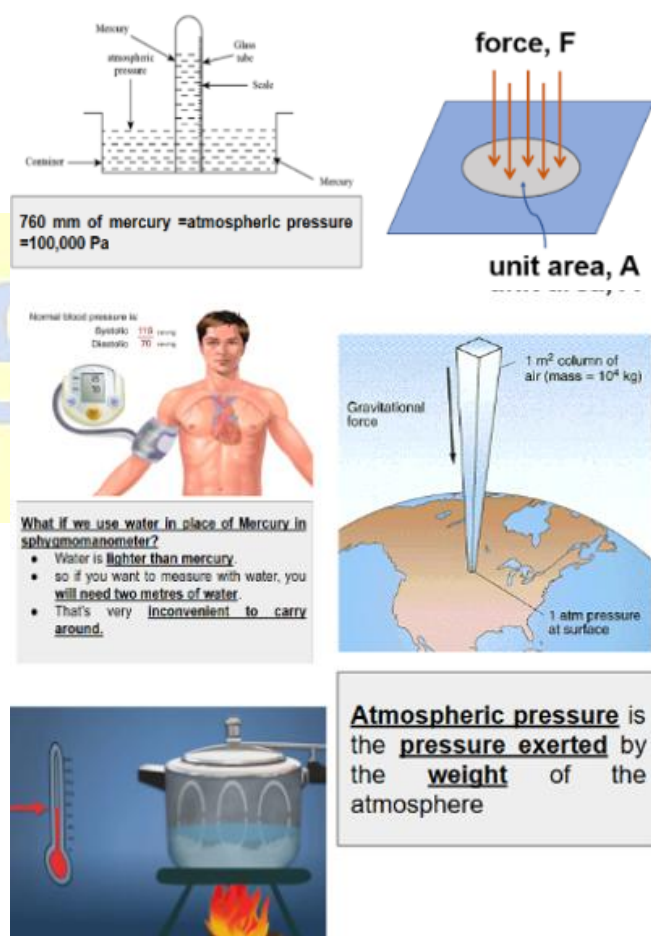 Mercury
atmospheric
pressure
Glass
tube
Scale
Container
Mercury
760 mm of mercury =atmospheric pressure
=100,000 Pa
force, F
unit area, A
Normal blood pressure is:
Systolic 119 mmHg
Diastolic 70 mmHg
What if we use water in place of Mercury in
sphygmomanometer?
• Water is lighter than mercury.
• so if you want to measure with water, you
will need two metres of water.
• That's very inconvenient to carry
around.
1 m² column of
air (mass = 10⁴ kg)
Gravitational
force
1 atm pressure
at surface
Atmospheric pressure is
the pressure exerted by
the weight of the
atmosphere